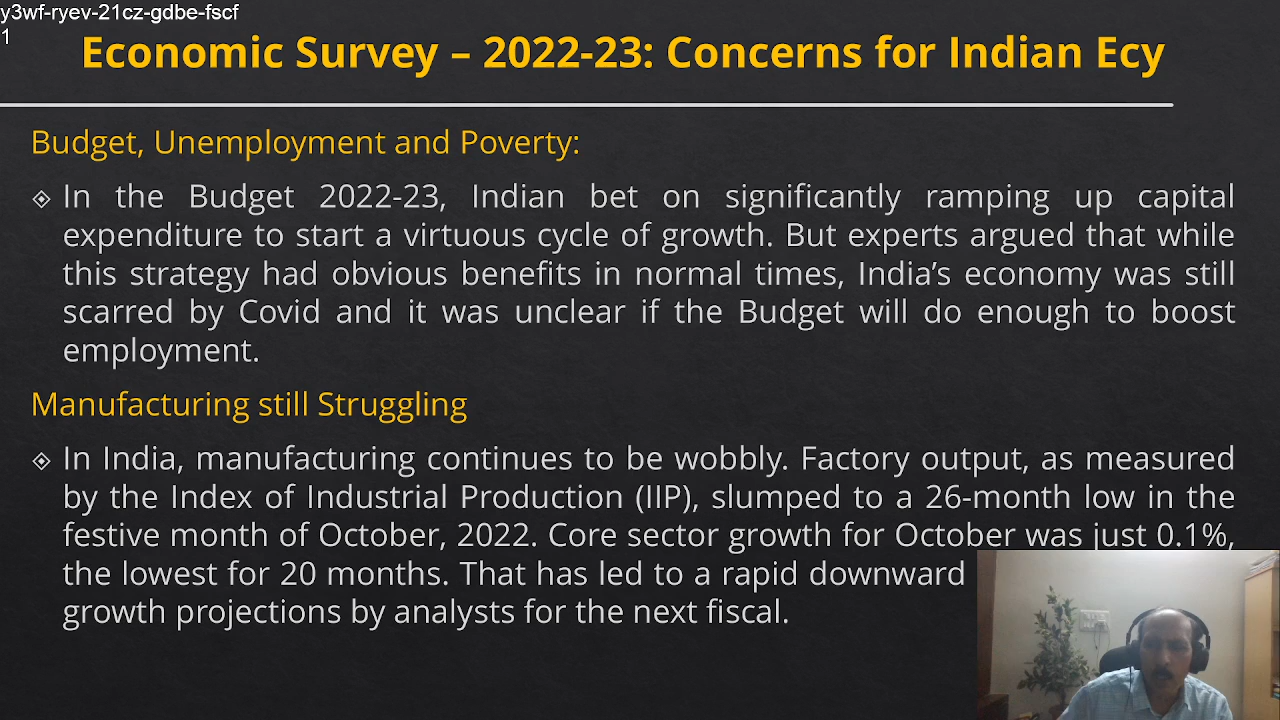 y3wf-ryev-21cz-gdbe-fscf
1
Economic Survey – 2022-23: Concerns for Indian Ecy
Budget, Unemployment and Poverty:
In the Budget 2022-23, Indian bet on significantly ramping up capital
expenditure to start a virtuous cycle of growth. But experts argued that while
this strategy had obvious benefits in normal times, India’s economy was still
scarred by Covid and it was unclear if the Budget will do enough to boost
employment.
Manufacturing still Struggling
In India, manufacturing continues to be wobbly. Factory output, as measured
by the Index of Industrial Production (IIP), slumped to a 26-month low in the
festive month of October, 2022. Core sector growth for October was just 0.1%,
the lowest for 20 months. That has led to a rapid downward
growth projections by analysts for the next fiscal.